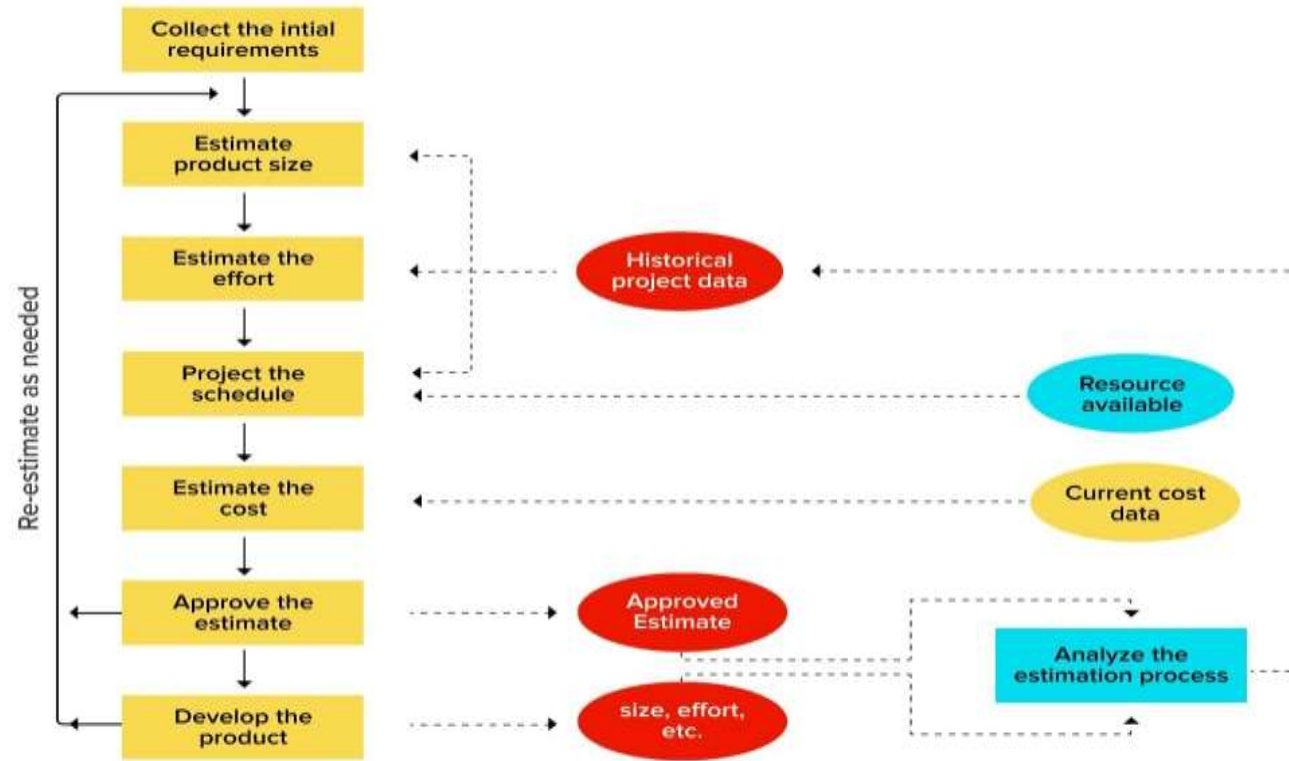 Collect the intial
requirements
Estimate
product size
Estimate the
effort
Historical
project data
Project the
schedule
Resource
available
Estimate the
cost
Current cost
data
Approve the
estimate
Approved
Estimate
Analyze the
estimation process
Develop the
product
size, effort,
etc.
Re-estimate as needed